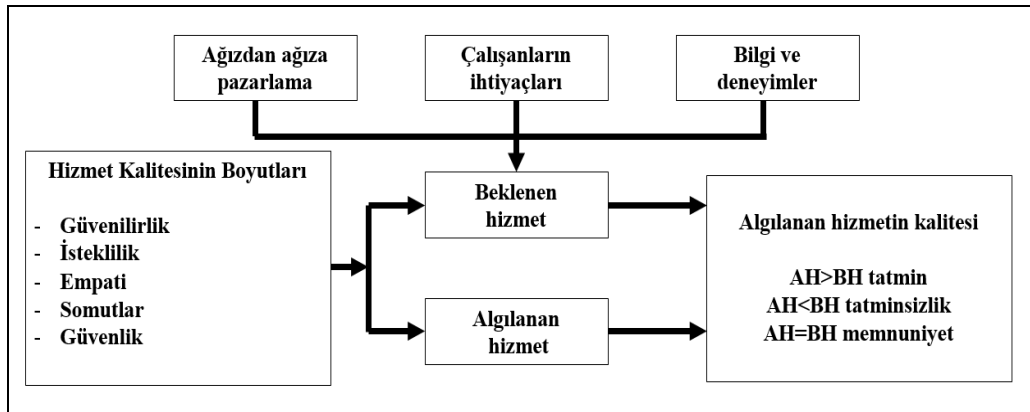 Ağızdan ağıza
pazarlama
Çalışanların
ihtiyaçları
Bilgi ve
deneyimler
Hizmet Kalitesinin Boyutları
- Güvenilirlik
- İsteklilik
- Empati
- Somutlar
- Güvenlik
Beklenen
hizmet
Algılanan
hizmet
Algılanan hizmetin kalitesi
AH>BH tatmin
AH<BH tatminsizlik
AH=BH memnuniyet